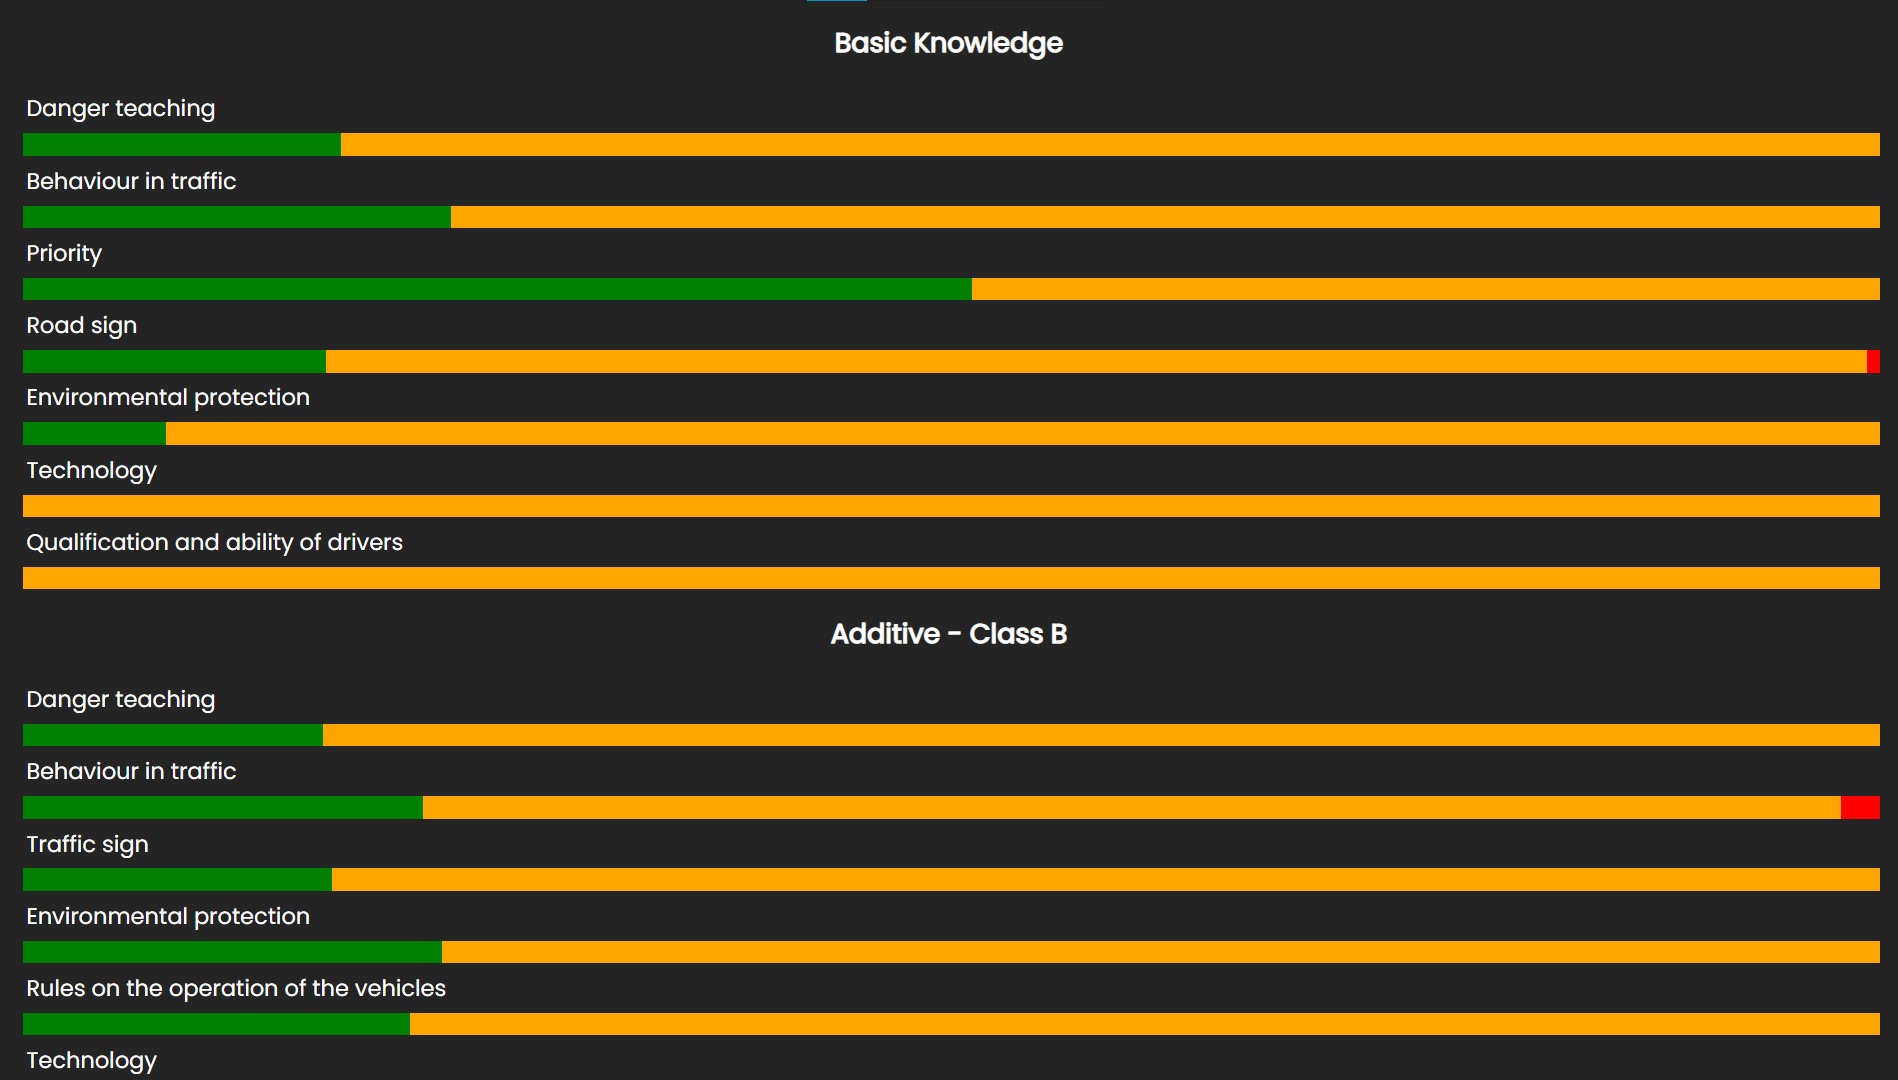 Basic Knowledge
Danger teaching
Behaviour in traffic
Priority
Road sign
Environmental protection
Technology
Qualification and ability of drivers
Additive - Class B
Danger teaching
Behaviour in traffic
Traffic sign
Environmental protection
Rules on the operation of the vehicles
Technology